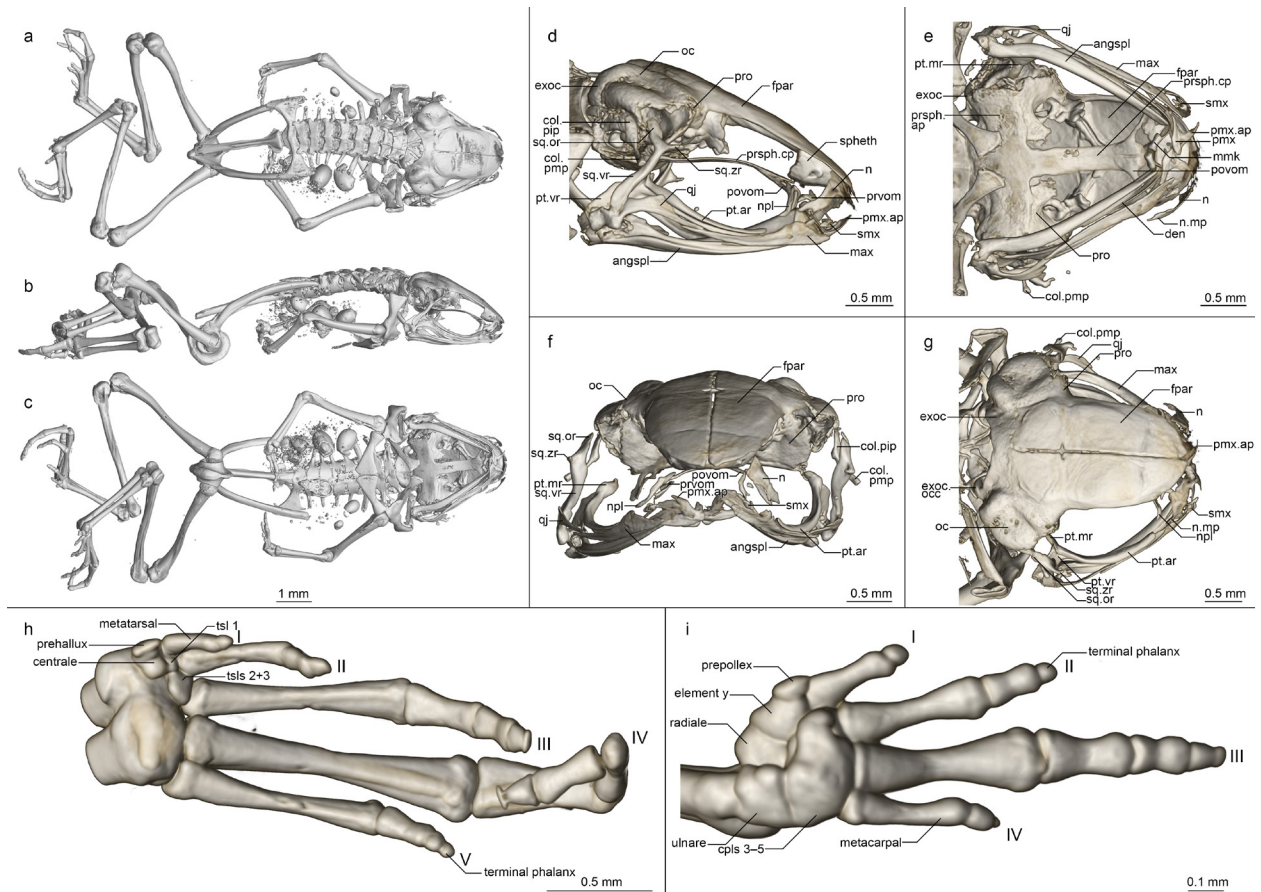 a
b
c
1 mm
d
oc
pro
fpar
exoc
col.
pip
sq.or
col.
pmp
sq.vr
pt.vr
sq.zr
prsph.cp
spheth
n
povom
prvom
npl
qj
pt.ar
pmx.ap
smx
max
angspl
0.5 mm
e
qj
angspl
max
fpar
prsph.cp
pt.mr
exoc
prsph.
ap
smx
pmx.ap
pmx
mmk
povom
n
n.mp
den
pro
col.pmp
0.5 mm
f
fpar
oc
pro
sq.or
sq.zr
col.pip
col.
pmp
povom
n
pt.mr
prvom
sq.vr
pmx.ap
npl
smx
qj
max
angspl
pt.ar
0.5 mm
g
col.pmp
qj
pro
max
fpar
exoc
n
pmx.ap
exoc.
occ
oc
smx
n.mp
npl
pt.mr
pt.ar
pt.vr
sq.zr
sq.or
0.5 mm
h
metatarsal
tsl 1
prehallux
I
centrale
II
tsls 2+3
III
IV
V
terminal phalanx
0.5 mm
i
I
prepollex
II
terminal phalanx
element y
radiale
III
ulnare
cpls 3–5
metacarpal
IV
0.1 mm